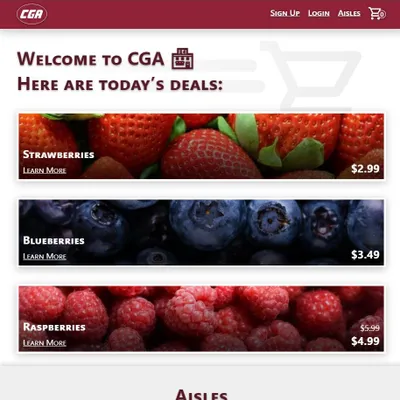 CGA
Sign Up Login Aisles 0
Welcome to CGA
Here are today's deals:
Strawberries
Learn More $2.99
Blueberries
Learn More $3.49
Raspberries $5.99
Learn More $4.99
Aisles